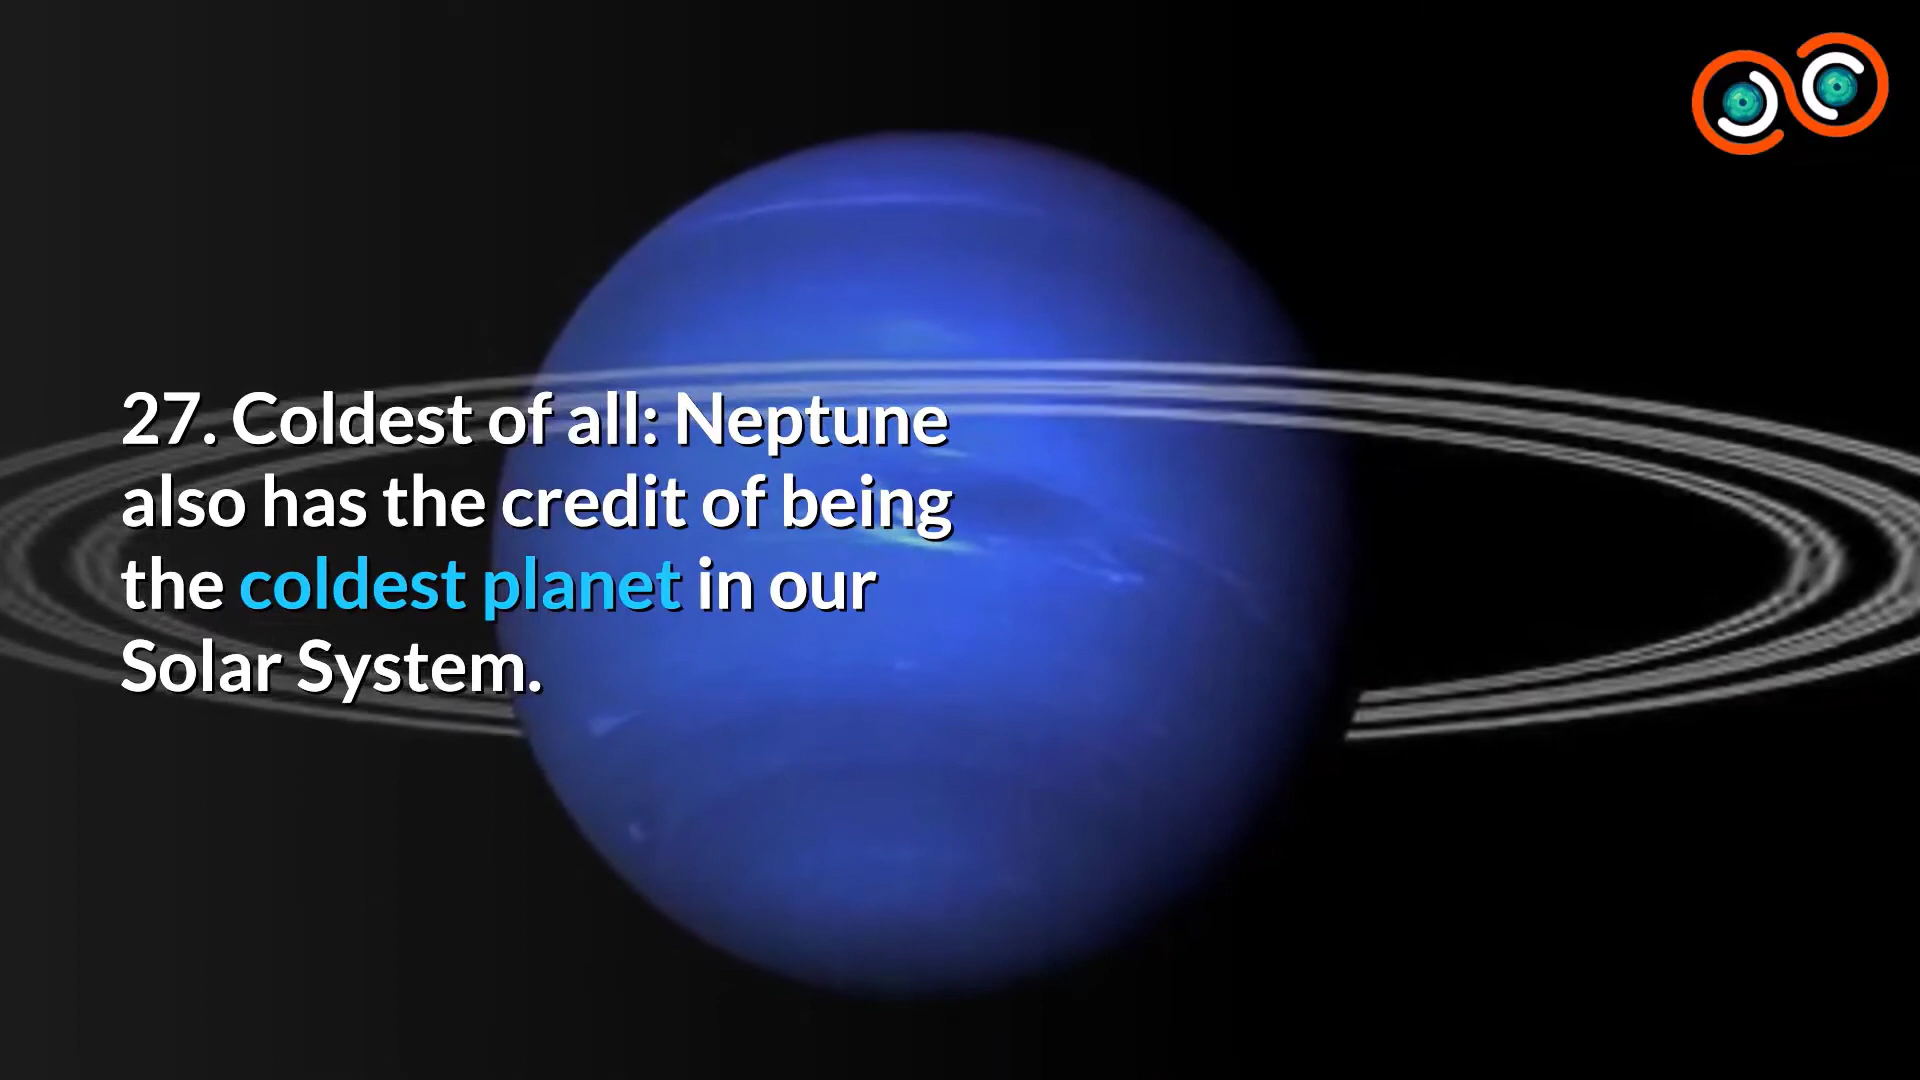 27. Coldest of all: Neptune
also has the credit of being
the coldest planet in our
Solar System.